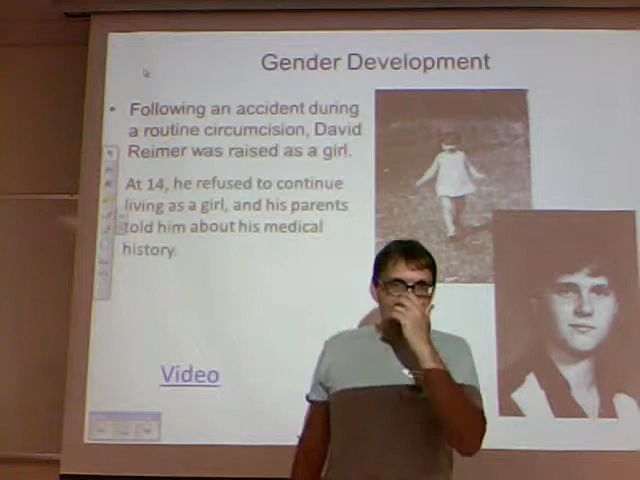 Gender Development
• Following an accident during
a routine circumcision, David
Reimer was raised as a girl.
At 14, he refused to continue
living as a girl, and his parents
told him about his medical
history.
Video